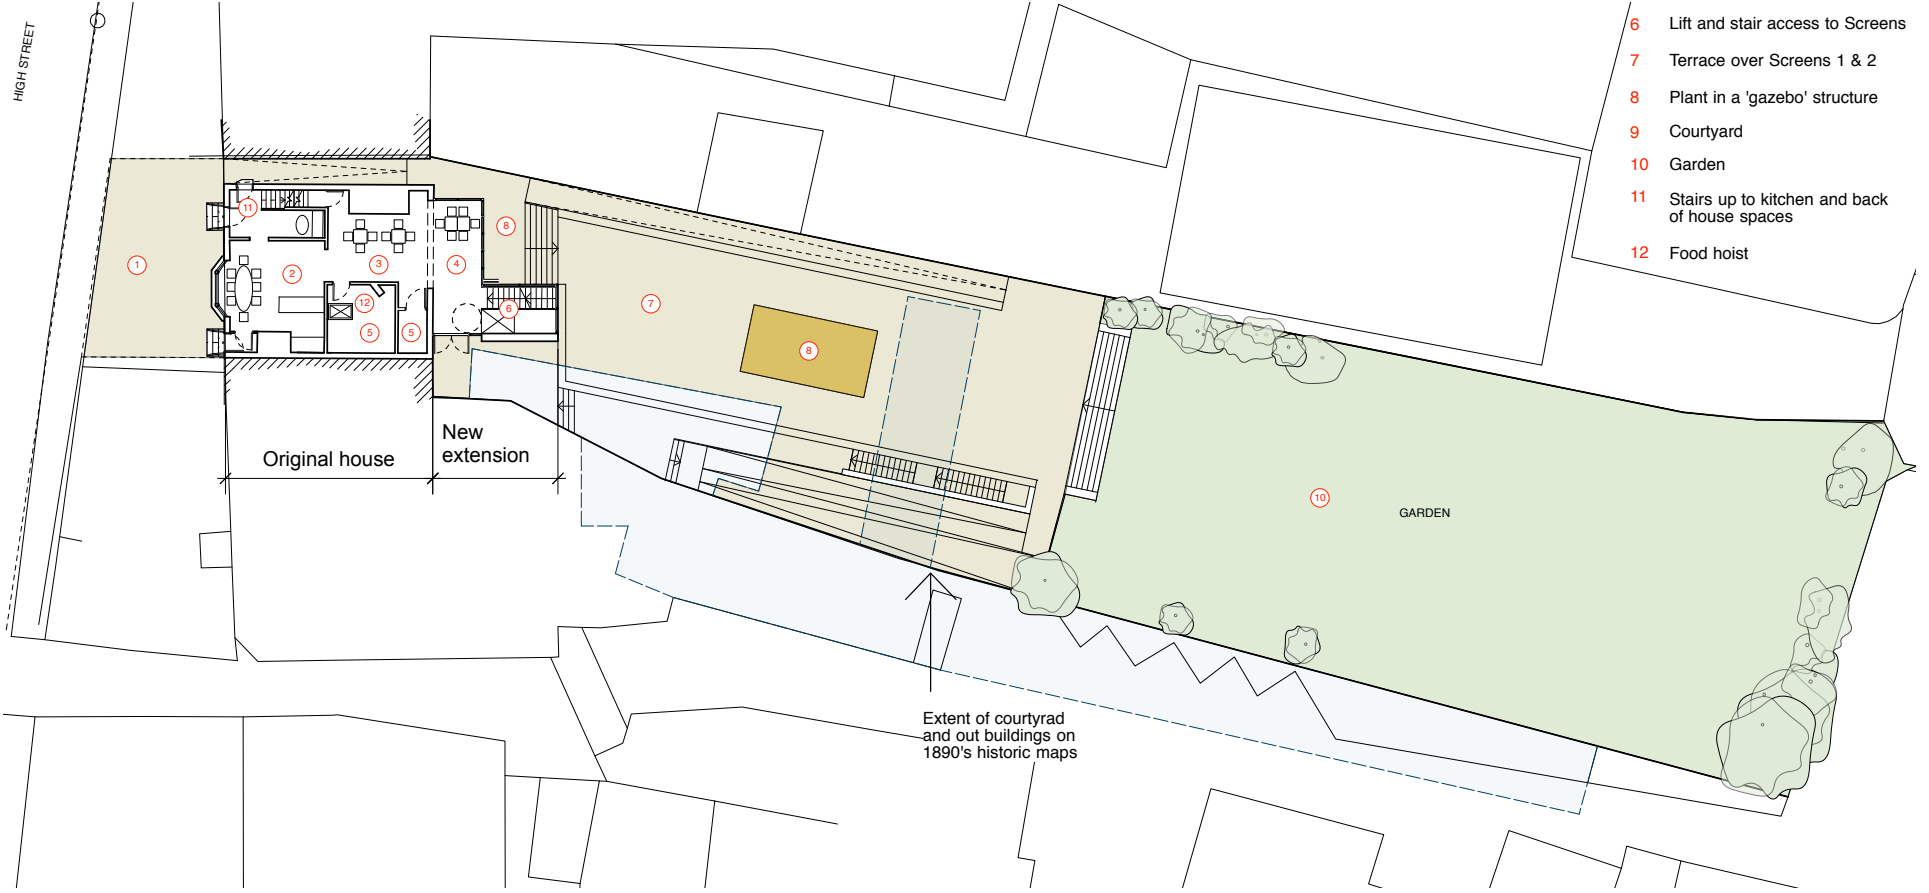 HIGH STREET
6 Lift and stair access to Screens
7 Terrace over Screens 1 & 2
8 Plant in a 'gazebo' structure
9 Courtyard
10 Garden
11 Stairs up to kitchen and back
of house spaces
12 Food hoist
11
8
1
2
3
4
12
6
7
5
5
8
Original house
New
extension
10
GARDEN
Extent of courtyrad
and out buildings on
1890's historic maps